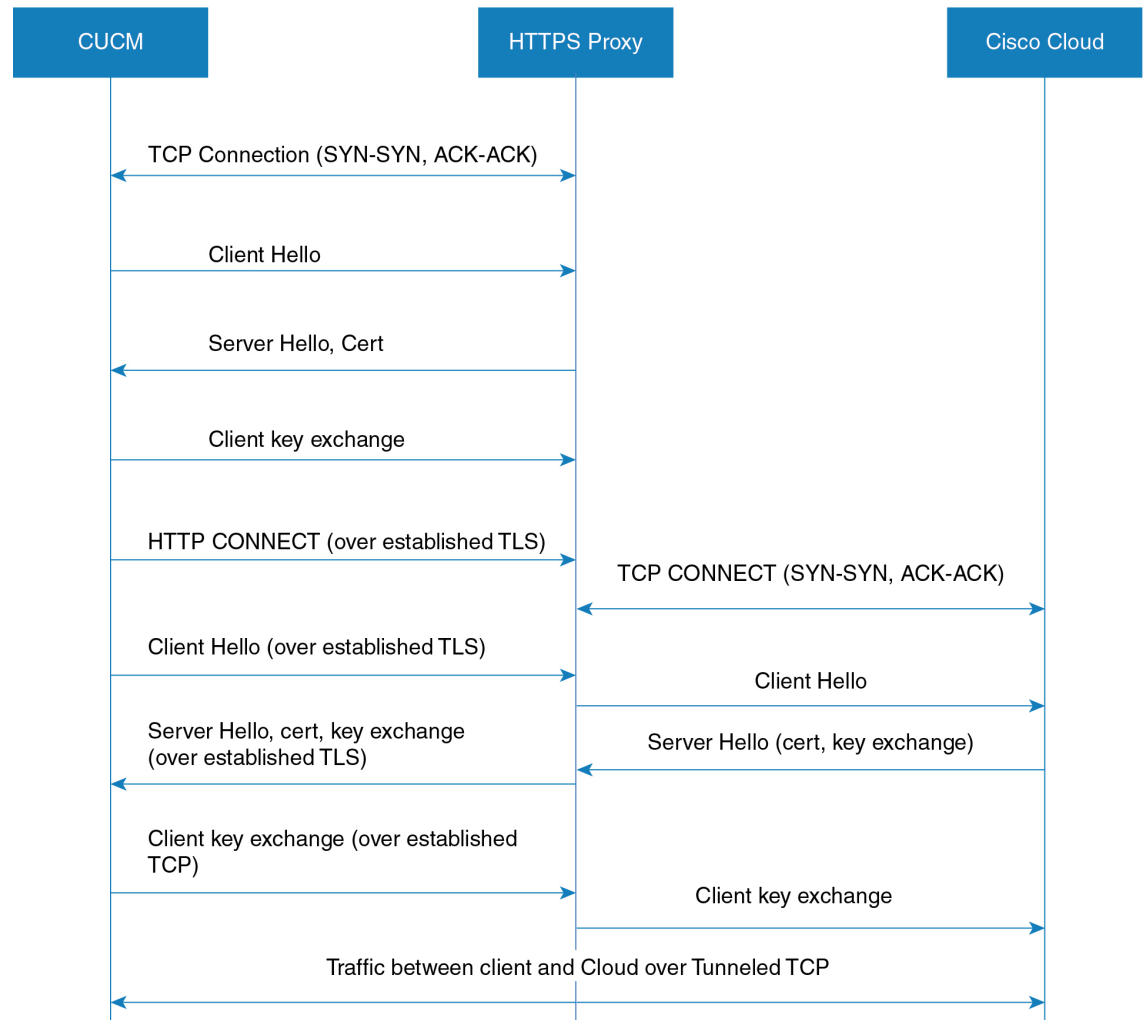 CUCM
HTTPS Proxy
Cisco Cloud
TCP Connection (SYN-SYN, ACK-ACK)
Client Hello
Server Hello, Cert
Client key exchange
HTTP CONNECT (over established TLS)
TCP CONNECT (SYN-SYN, ACK-ACK)
Client Hello (over established TLS)
Client Hello
Server Hello, cert, key exchange
(over established TLS)
Server Hello (cert, key exchange)
Client key exchange (over established
TCP)
Client key exchange
Traffic between client and Cloud over Tunneled TCP